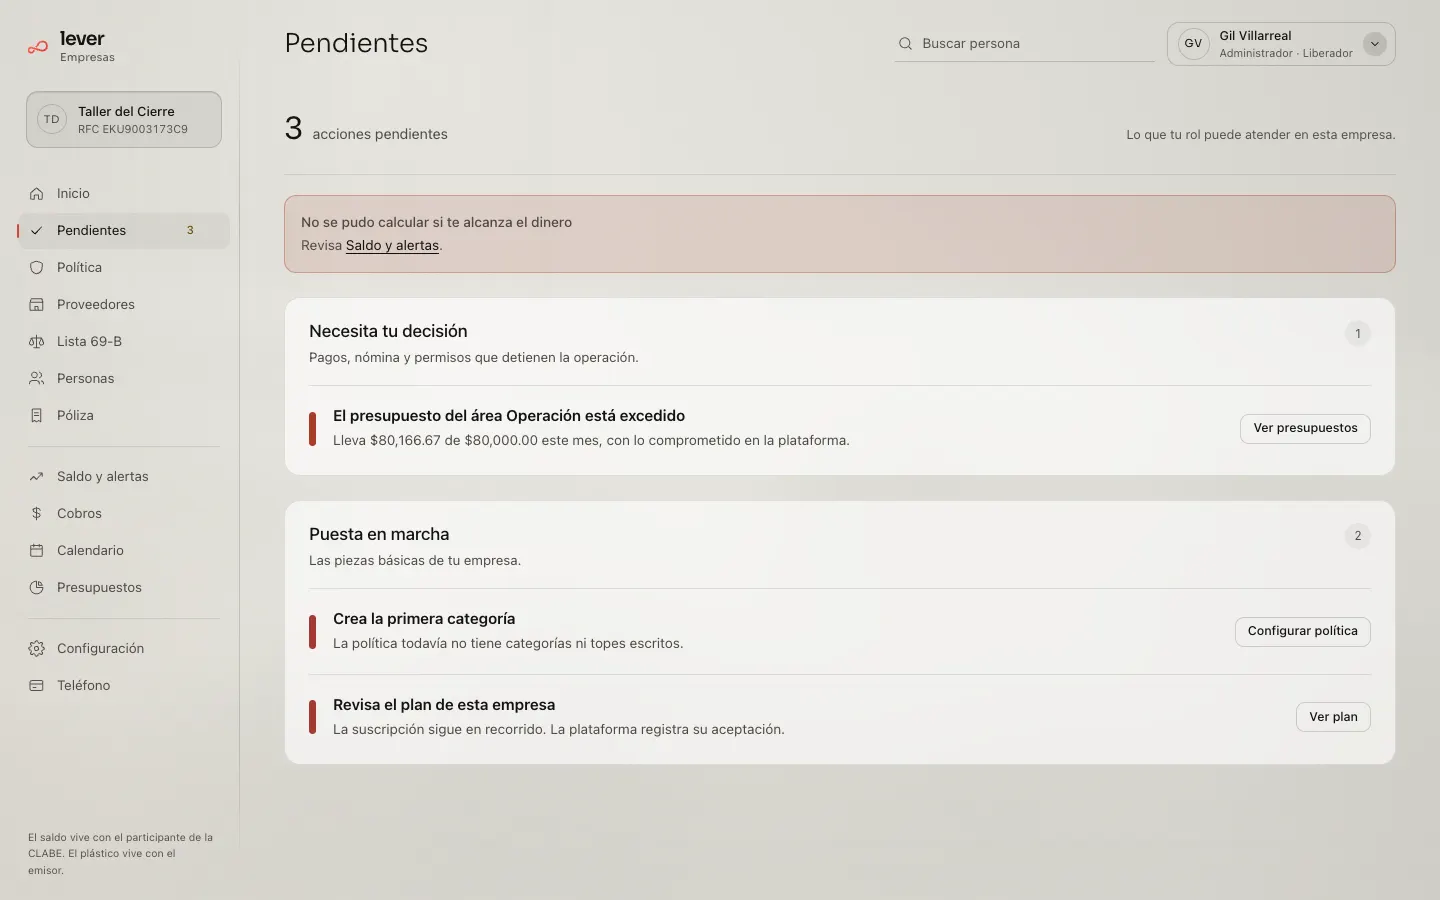 lever
Empresas
TD
Taller del Cierre
RFC EKU9003173C9
Inicio
Pendientes 3
Política
Proveedores
Lista 69-B
Personas
Póliza
Saldo y alertas
Cobros
Calendario
Presupuestos
Configuración
Teléfono
El saldo vive con el participante de la
CLABE. El plástico vive con el
emisor.
Pendientes
Buscar persona
GV
Gil Villarreal
Administrador · Liberador
3 acciones pendientes
Lo que tu rol puede atender en esta empresa.
No se pudo calcular si te alcanza el dinero
Revisa Saldo y alertas.
Necesita tu decisión
1
Pagos, nómina y permisos que detienen la operación.
El presupuesto del área Operación está excedido
Lleva $80,166.67 de $80,000.00 este mes, con lo comprometido en la plataforma.
Ver presupuestos
Puesta en marcha
2
Las piezas básicas de tu empresa.
Crea la primera categoría
La política todavía no tiene categorías ni topes escritos.
Configurar política
Revisa el plan de esta empresa
La suscripción sigue en recorrido. La plataforma registra su aceptación.
Ver plan